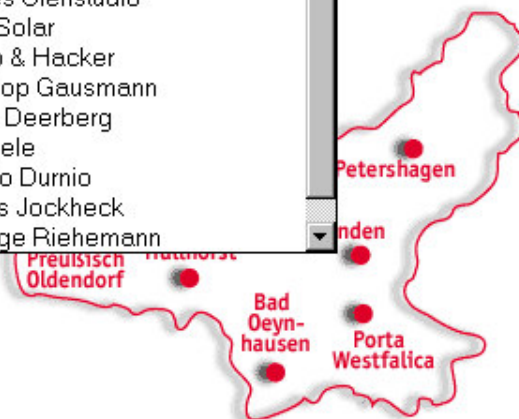 Solar
& Hacker
op Gausmann
Deerberg
ele
o Durnio
s Jockheck
ge Riehemann
Petershagen
nden
Preußisch
Oldendorf
Bad
Oeyn-
hausen
Porta
Westfalica